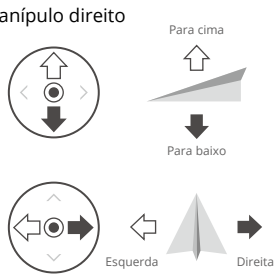 anípulo direito
Para cima
Para baixo
Esquerda
Direita